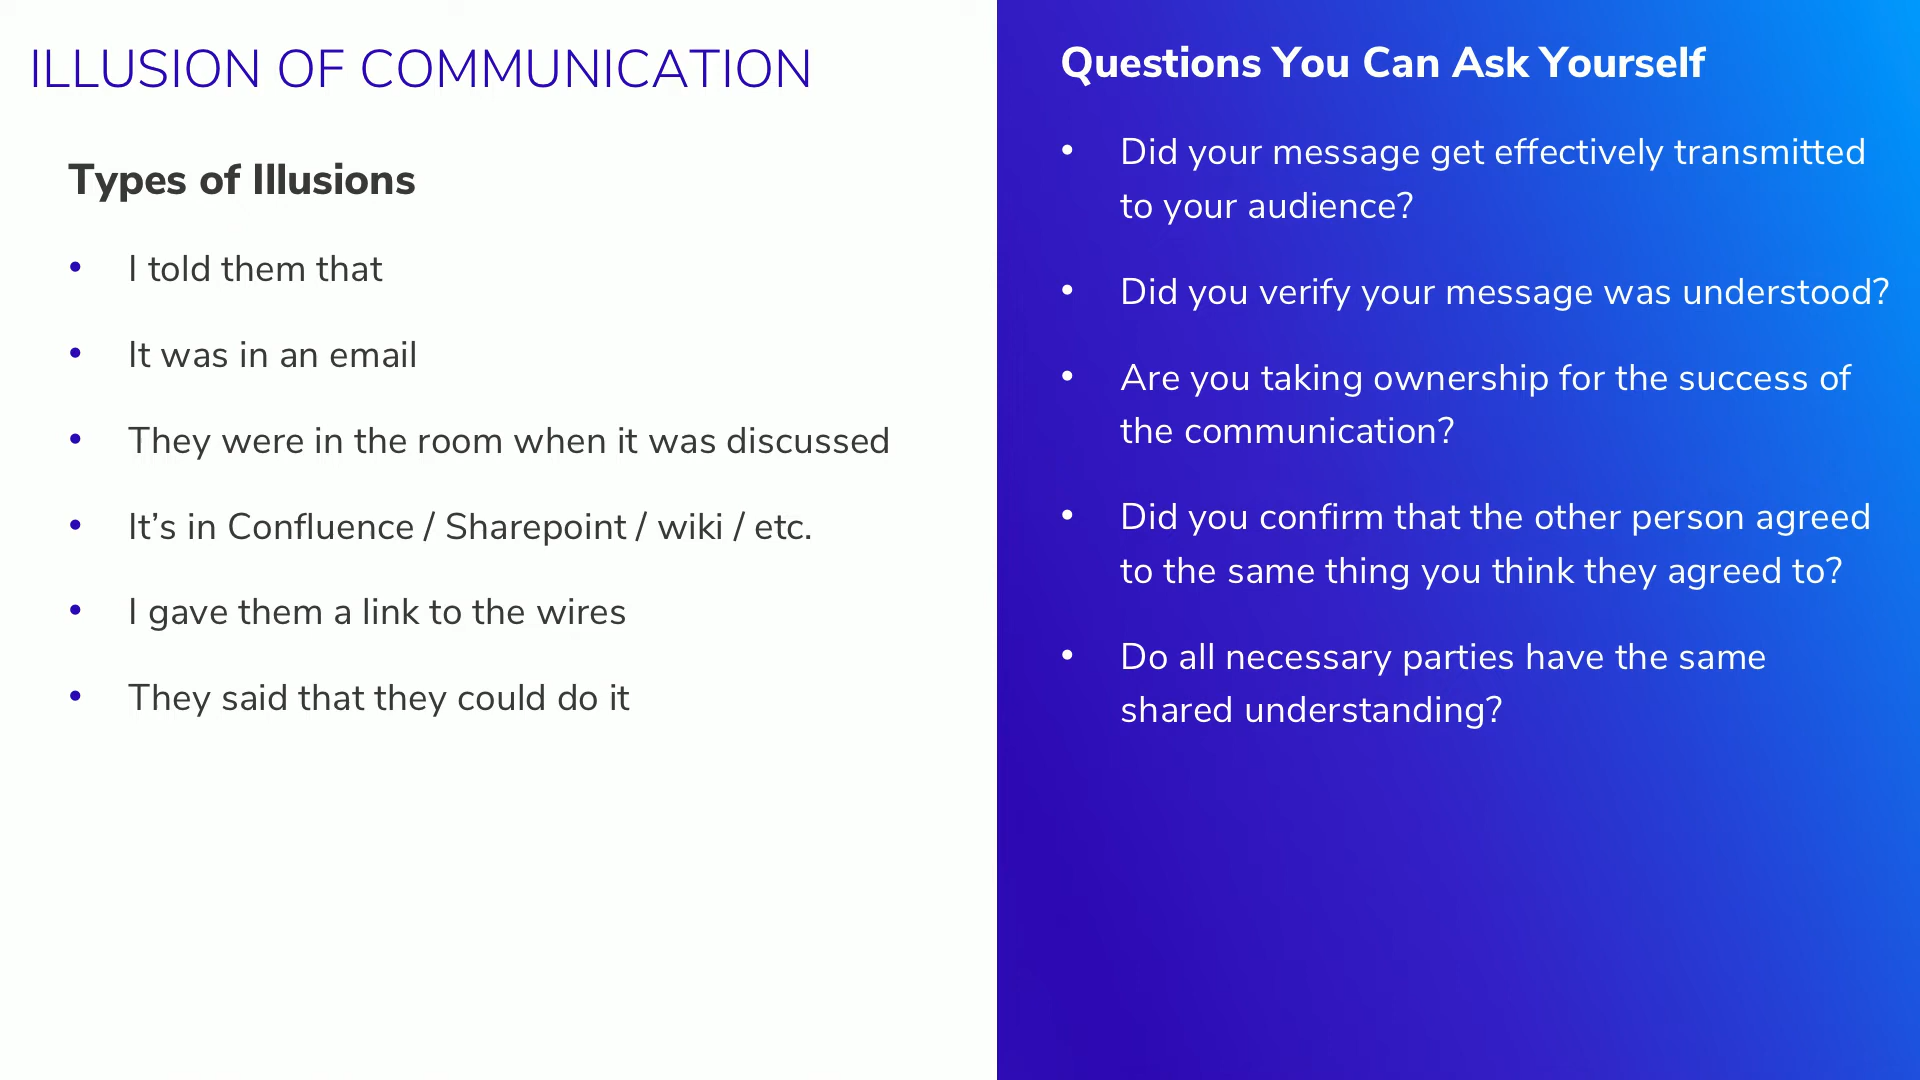 ILLUSION OF COMMUNICATION
Types of Illusions
• I told them that
• It was in an email
• They were in the room when it was discussed
• It’s in Confluence / Sharepoint / wiki / etc.
• I gave them a link to the wires
• They said that they could do it
Questions You Can Ask Yourself
• Did your message get effectively transmitted
to your audience?
• Did you verify your message was understood?
• Are you taking ownership for the success of
the communication?
• Did you confirm that the other person agreed
to the same thing you think they agreed to?
• Do all necessary parties have the same
shared understanding?